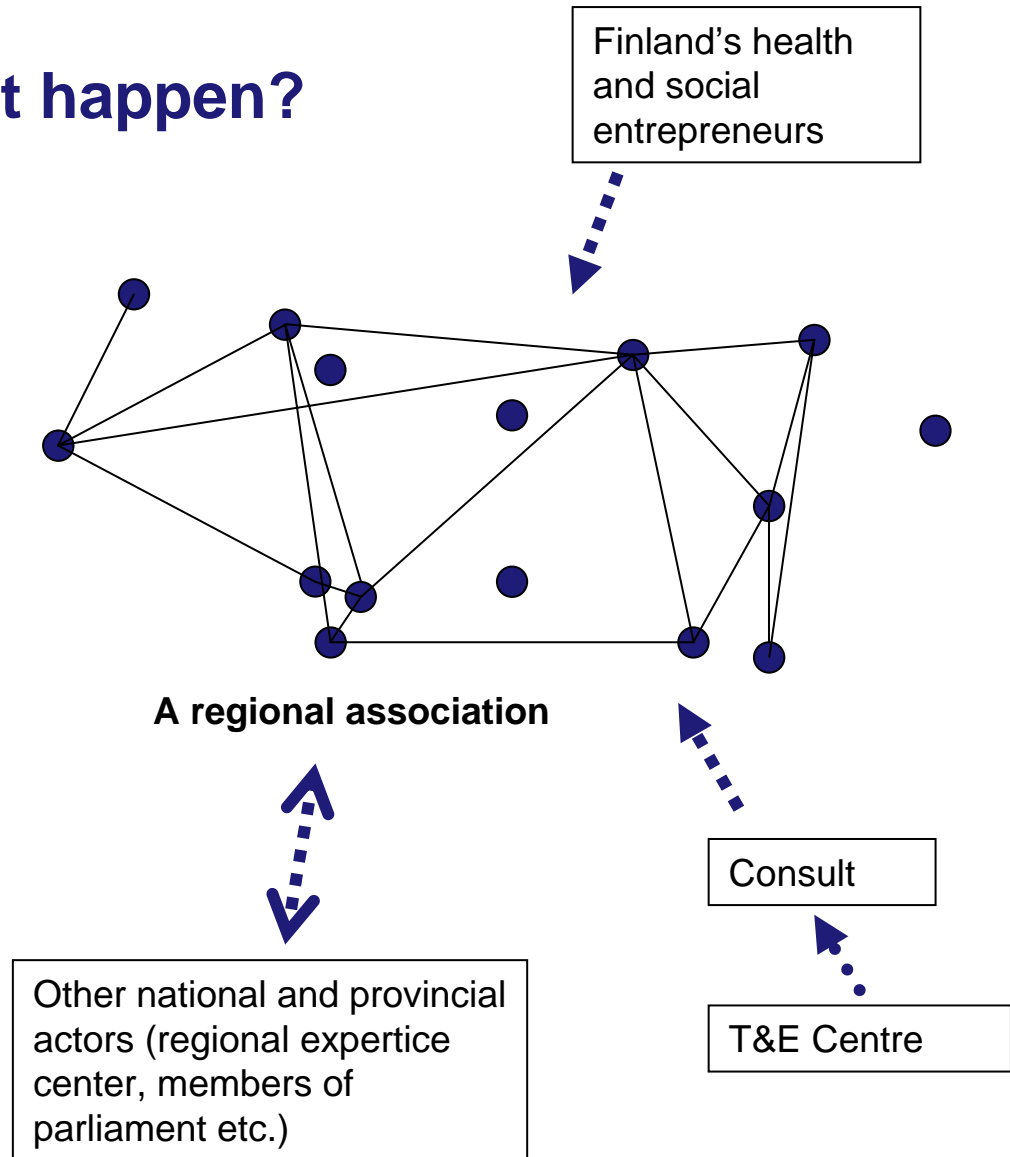 t happen?
Finland's health
and social
entrepreneurs
A regional association
Consult
T&E Centre
Other national and provincial
actors (regional expertice
center, members of
parliament etc.)